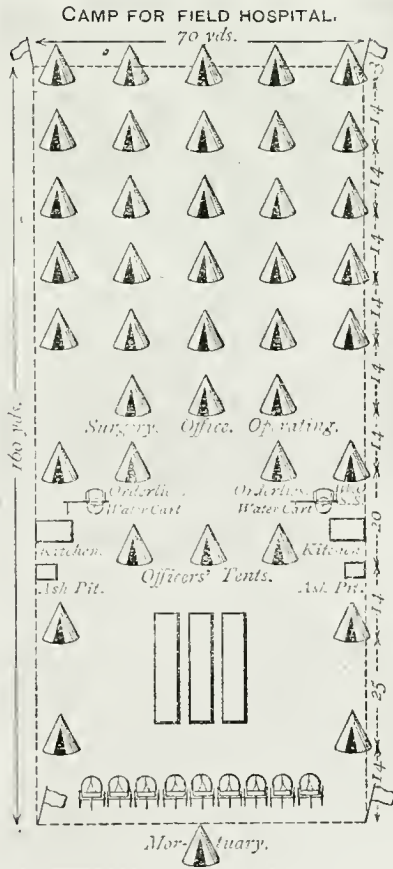 CAMP FOR FIELD HOSPITAL.
70 yds.
3
14
14
14
14
14
160 yds.
Surgery. Office. Operating.
14
Orderlies. Orderlies.
Water Cart Water Cart
20
Kitchen. Kitchen
Officers' Tents.
Ash Pit. Ash Pit.
14
25
14
Mortuary.